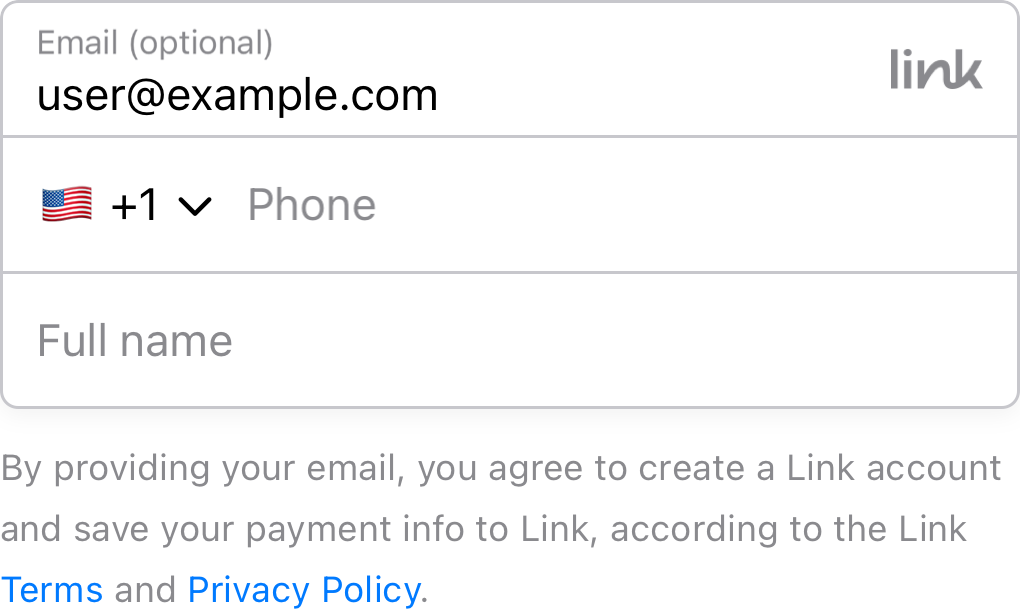 Email (optional)
user@example.com
link
+1 Phone
Full name
By providing your email, you agree to create a Link account
and save your payment info to Link, according to the Link
Terms and Privacy Policy.